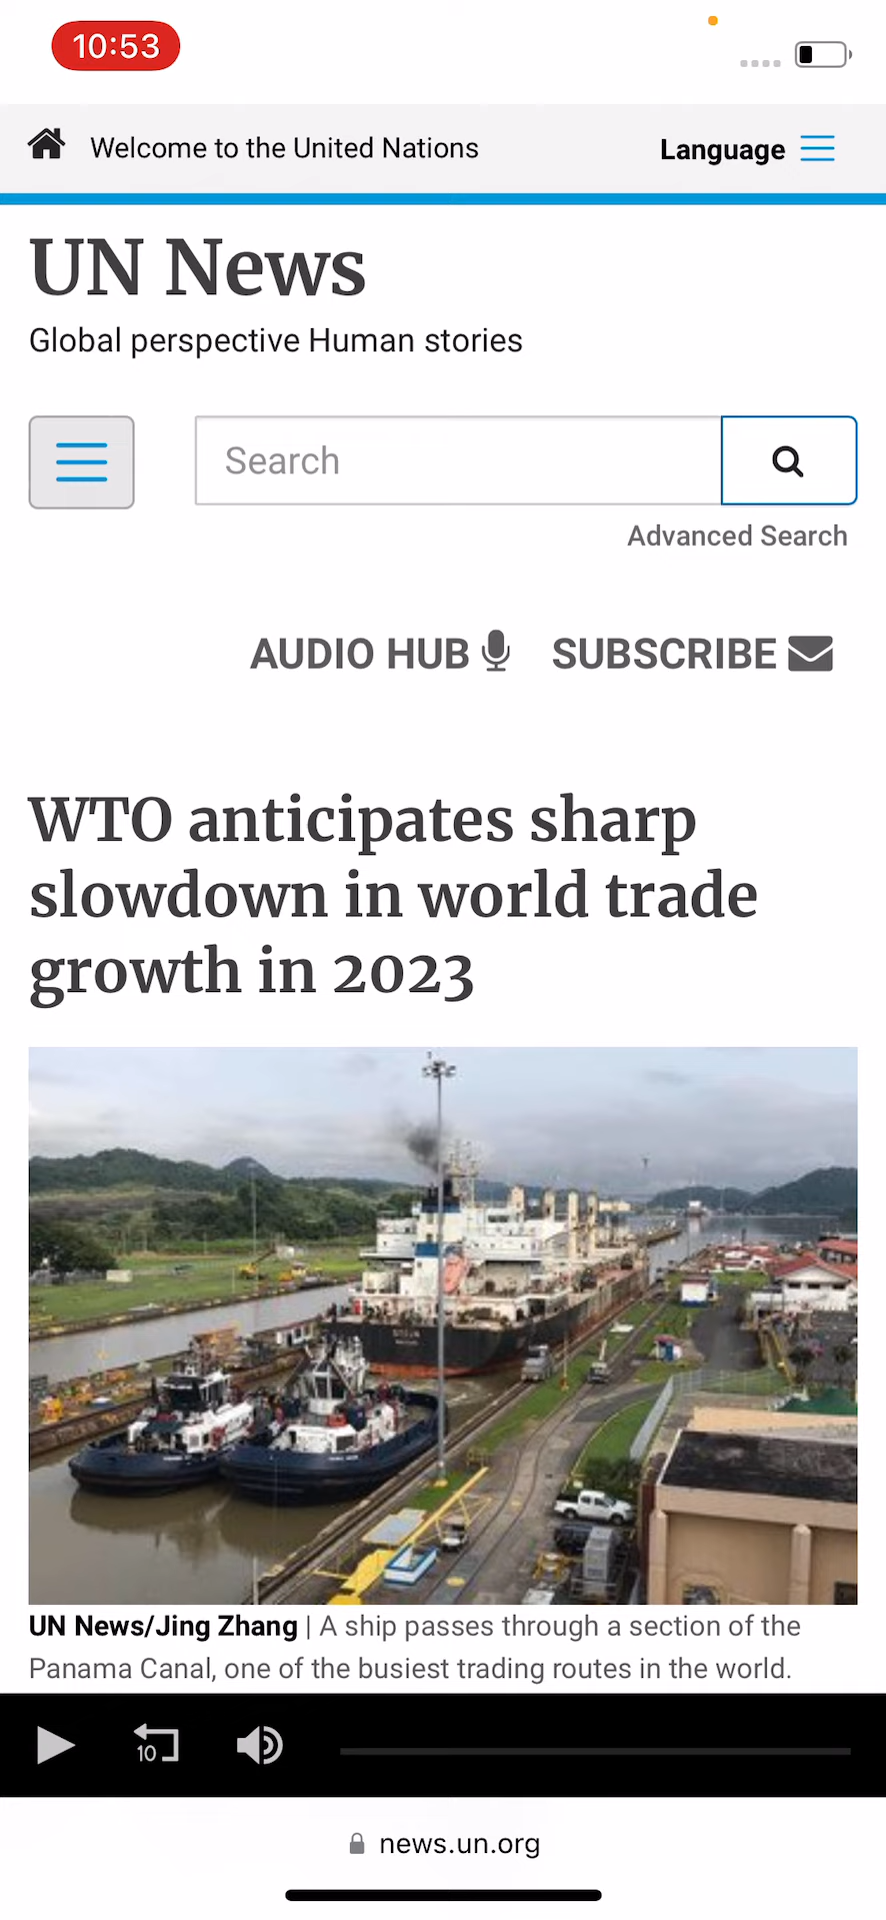 10:53
Welcome to the United Nations
Language
UN News
Global perspective Human stories
Search
Advanced Search
AUDIO HUB SUBSCRIBE
WTO anticipates sharp
slowdown in world trade
growth in 2023
UN News/Jing Zhang | A ship passes through a section of the
Panama Canal, one of the busiest trading routes in the world.
10
news.un.org